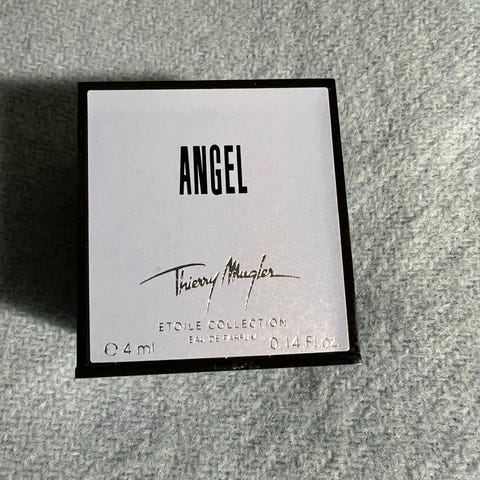 ANGEL
Thierry Mugler
ETOILE COLLECTION
EAU DE PARFUM
℮ 4 ml 0.14 Fl.oz.